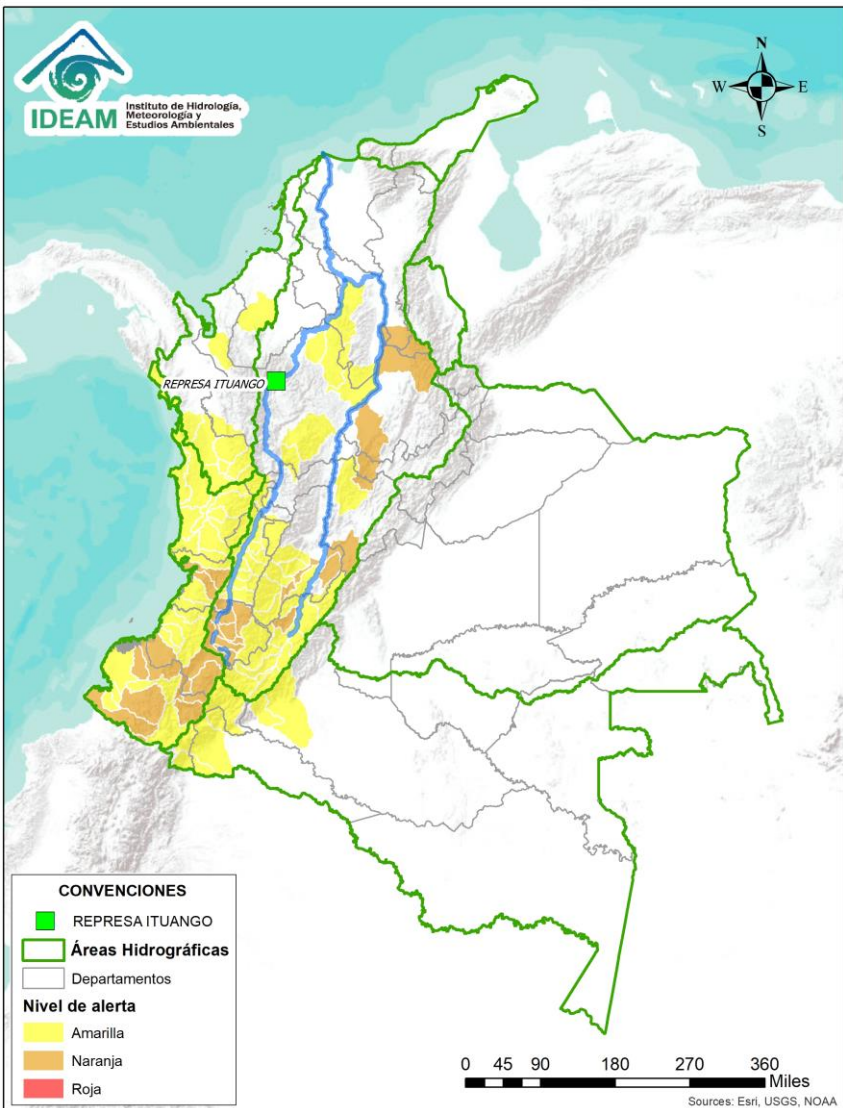 IDEAM
Instituto de Hidrología,
Meteorología y
Estudios Ambientales
N
W
E
S
REPRESA ITUANGO
CONVENCIONES
REPRESA ITUANGO
Áreas Hidrográficas
Departamentos
Nivel de alerta
Amarilla
Naranja
Roja
0 45 90 180 270 360
Miles
Sources: Esri, USGS, NOAA